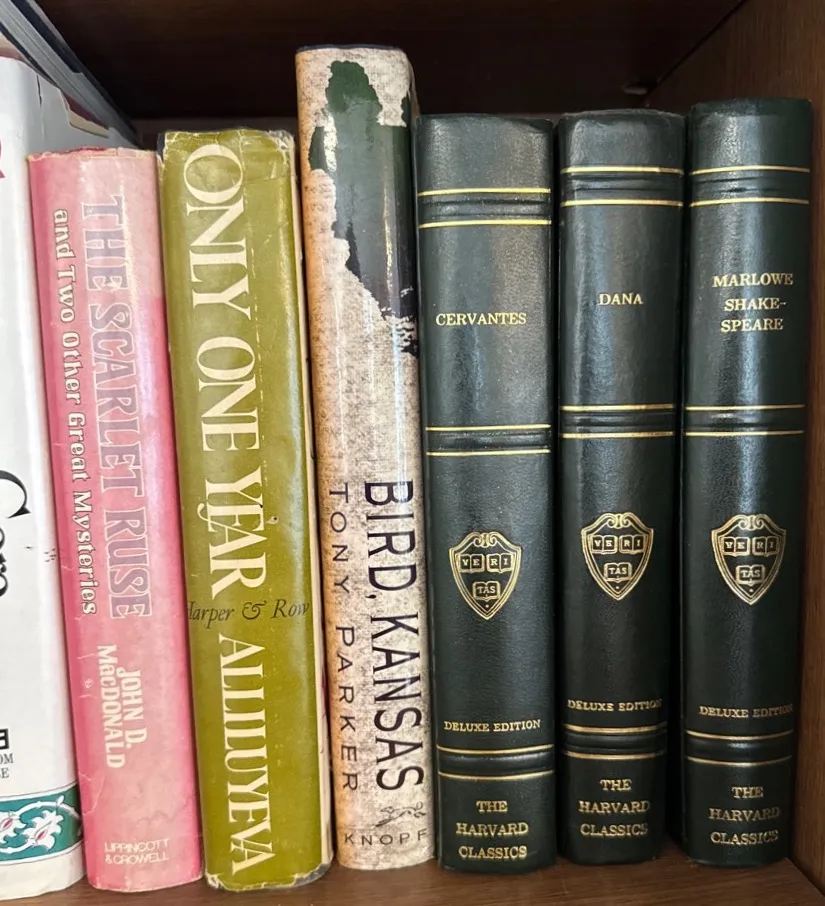 THE SCARLET RUSE
and Two Other Great Mysteries
JOHN D.
MacDONALD
LIPPINCOTT
& CROWELL
ONLY ONE YEAR
Harper & Row
ALLILUYEVA
BIRD, KANSAS
TONY PARKER
KNOPF
CERVANTES
VE RI
TAS
DELUXE EDITION
THE
HARVARD
CLASSICS
DANA
VE RI
TAS
DELUXE EDITION
THE
HARVARD
CLASSICS
MARLOWE
SHAKE-
SPEARE
VE RI
TAS
DELUXE EDITION
THE
HARVARD
CLASSICS